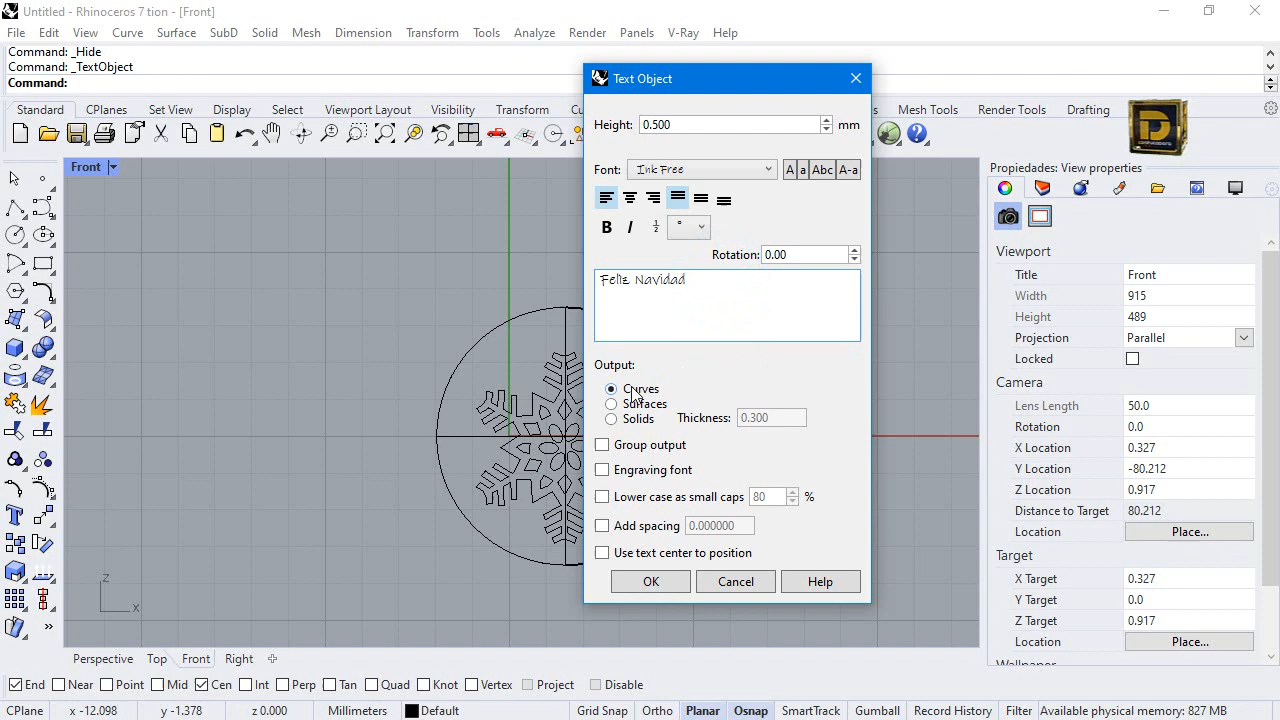 Untitled - Rhinoceros 7 tion - [Front]
File Edit View Curve Surface SubD Solid Mesh Dimension Transform Tools Analyze Render Panels V-Ray Help
Command: _Hide
Command: _TextObject
Command:
Standard CPlanes Set View Display Select Viewport Layout Visibility Transform Mesh Tools Render Tools Drafting
Front
Text Object
Height: 0.500 mm
Font: Ink Free A a Abc A-a
B I 1/2 °
Rotation: 0.00
Feliz Navidad
Output:
Curves
Surfaces
Solids Thickness: 0.300
Group output
Engraving font
Lower case as small caps 80 %
Add spacing 0.000000
Use text center to position
OK Cancel Help
Propiedades: View properties
Viewport
Title Front
Width 915
Height 489
Projection Parallel
Locked
Camera
Lens Length 50.0
Rotation 0.0
X Location 0.327
Y Location -80.212
Z Location 0.917
Distance to Target 80.212
Location Place...
Target
X Target 0.327
Y Target 0.0
Z Target 0.917
Location Place...
z
x
Perspective Top Front Right
End Near Point Mid Cen Int Perp Tan Quad Knot Vertex Project Disable
CPlane x -12.098 y -1.378 z 0.000 Millimeters Default Grid Snap Ortho Planar Osnap SmartTrack Gumball Record History Filter Available physical memory: 827 MB